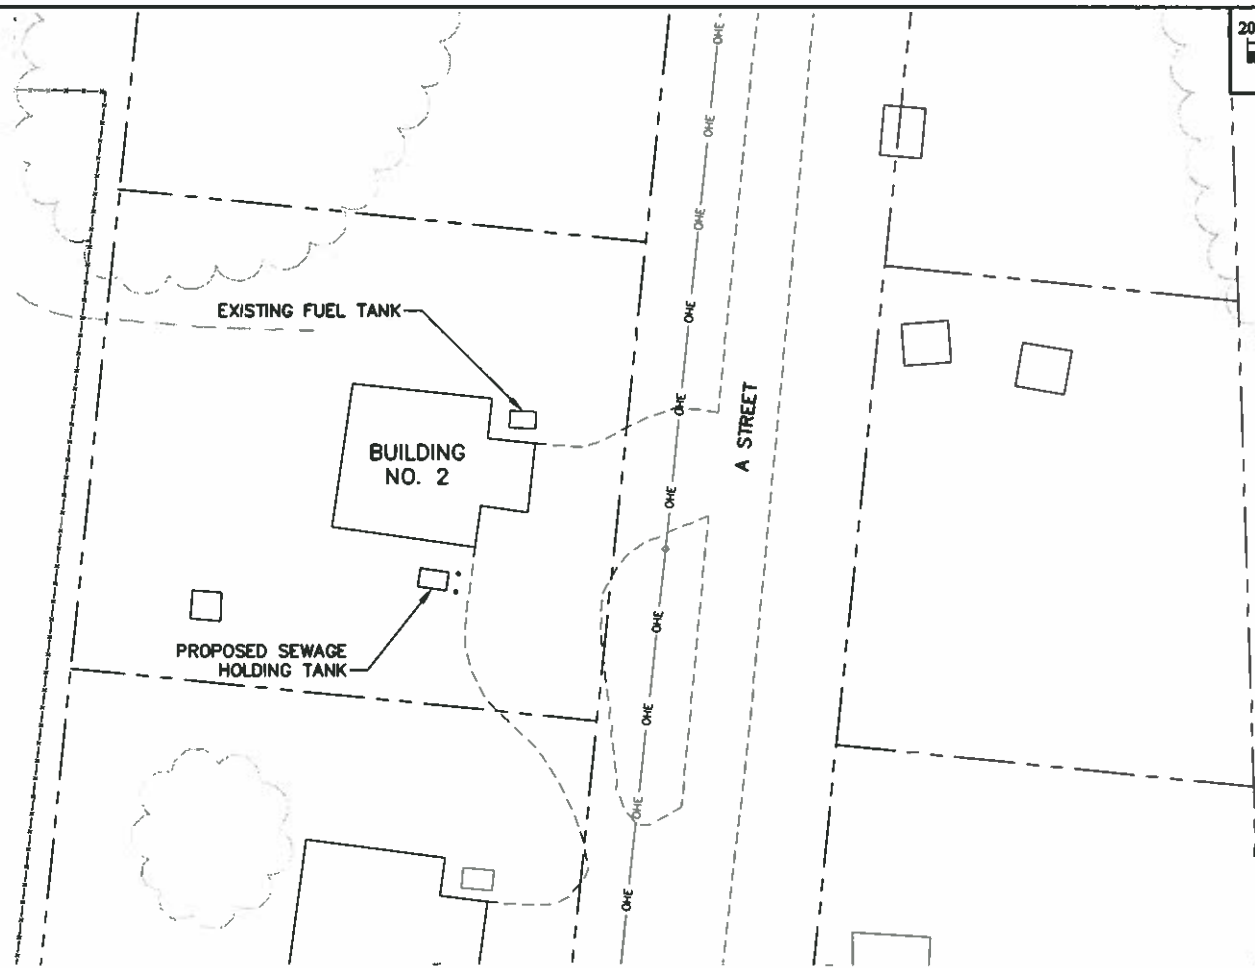 20
OHE
OHE
OHE
OHE
EXISTING FUEL TANK
OHE
A STREET
BUILDING
NO. 2
OHE
OHE
PROPOSED SEWAGE
HOLDING TANK
OHE
OHE
OHE